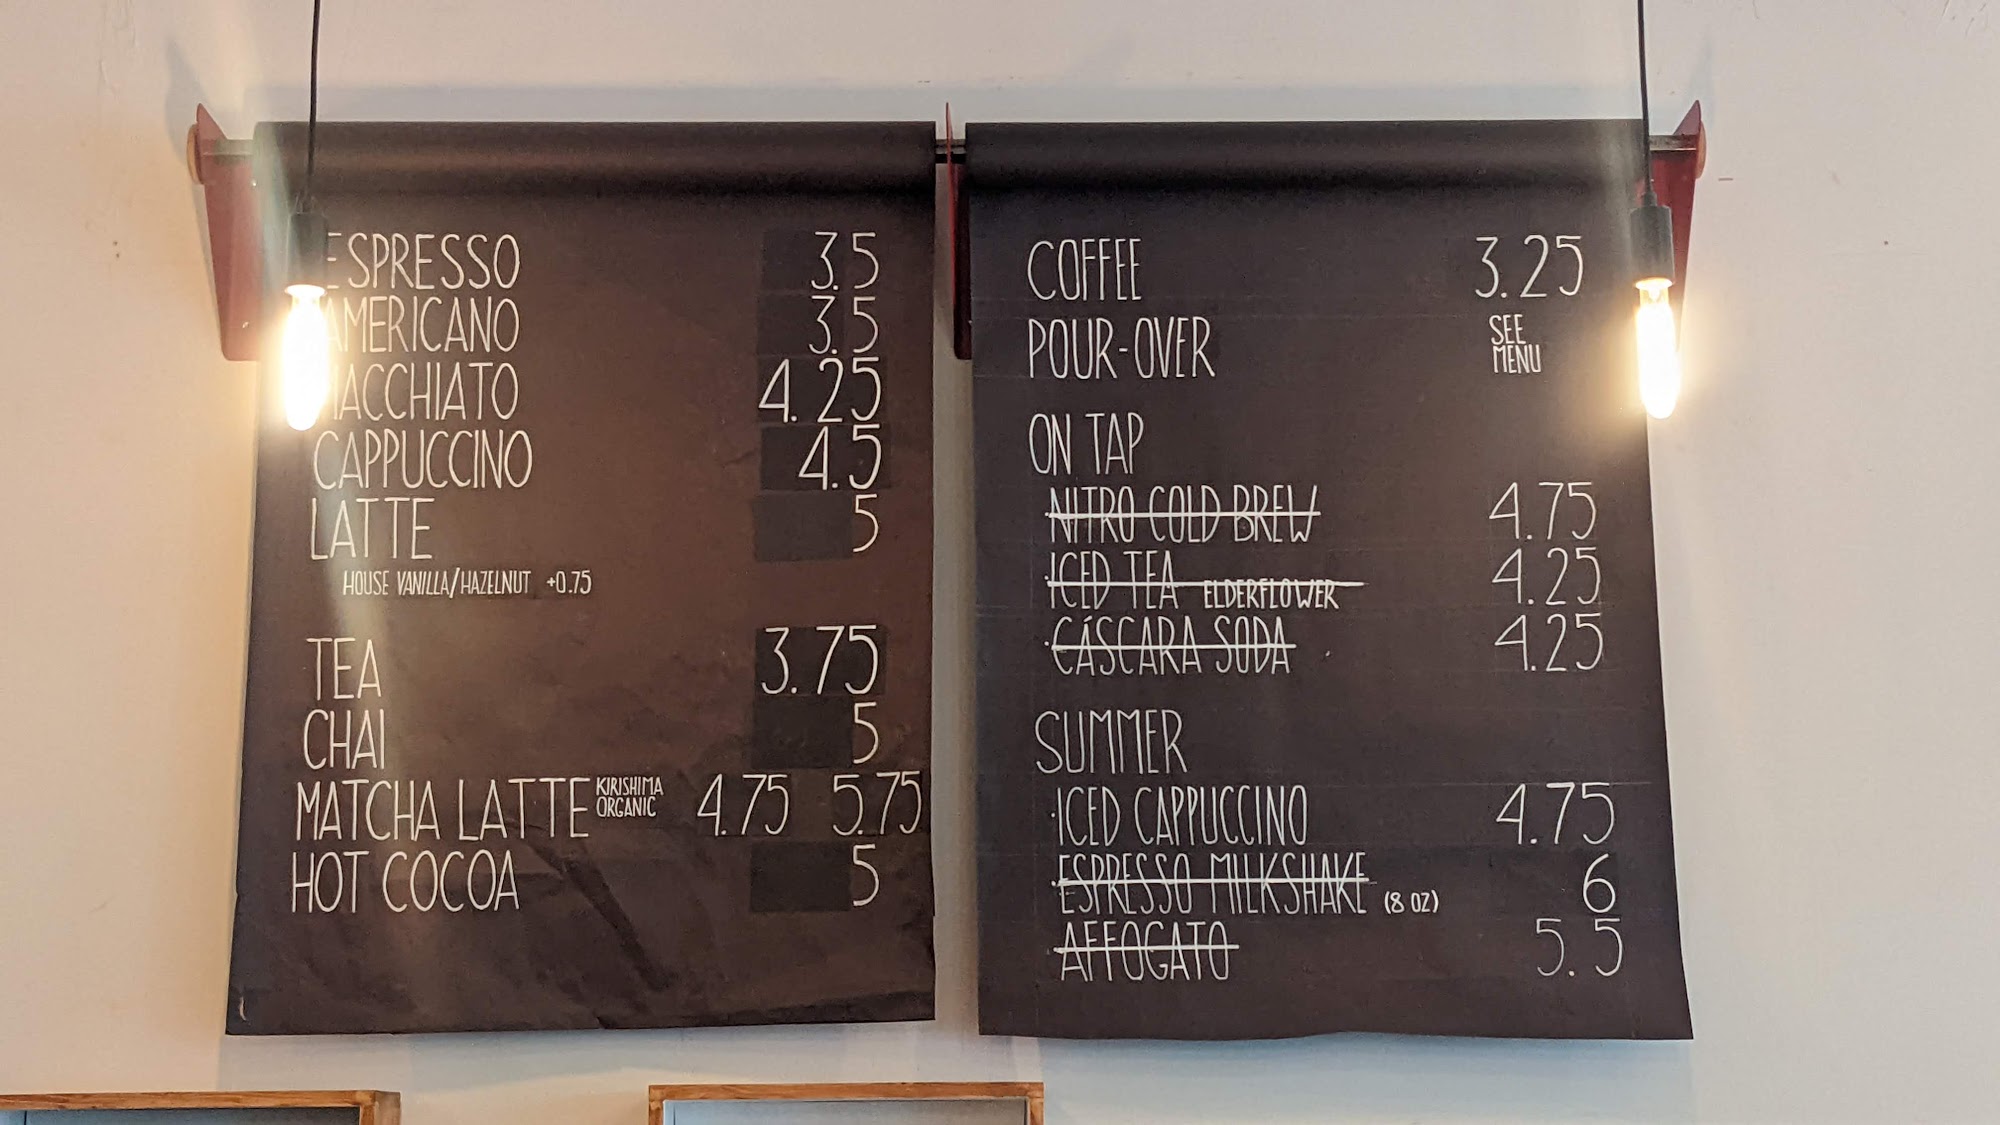 ESPRESSO 3.5
AMERICANO 3.5
MACCHIATO 4.25
CAPPUCCINO 4.5
LATTE 5
HOUSE VANILLA/HAZELNUT +0.75
TEA 3.75
CHAI 5
MATCHA LATTE KIRISHIMA ORGANIC 4.75 5.75
HOT COCOA 5
COFFEE 3.25
POUR-OVER SEE MENU
ON TAP
·NITRO COLD BREW 4.75
·ICED TEA ELDERFLOWER 4.25
·CÁSCARA SODA 4.25
SUMMER
·ICED CAPPUCCINO 4.75
·ESPRESSO MILKSHAKE (8 OZ) 6
·AFFOGATO 5.5